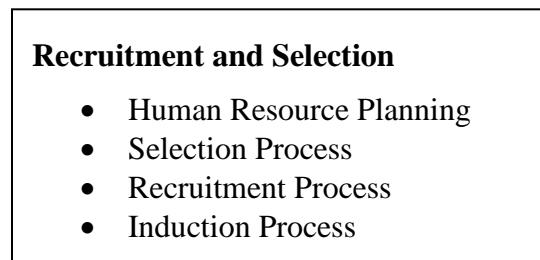 Recruitment and Selection
• Human Resource Planning
• Selection Process
• Recruitment Process
• Induction Process